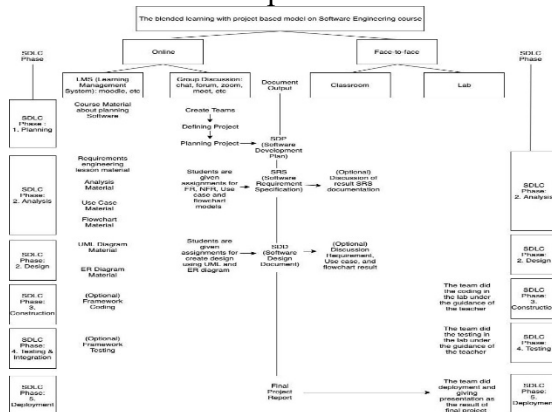 The blended learning with project based model on Software Engineering course
SDLC
Phase
Online
Face-to-face
SDLC
Phase
LMS (Learning
Management
System): moodle, etc
Group Discussion:
chat, forum, zoom,
meet, etc
Document
Output
Classroom
Lab
SDLC
Phase :
1. Planning
Course Material
about planning
Software
Create Teams
Defining Project
Planning Project
SDP
(Software
Development
Plan)
SDLC
Phase:
2. Analysis
Requirements
engineering
lesson material
Analysis
Material
Use Case
Material
Flowchart
Material
Students are
given
assignments for
FR, NFR, Use
case and
flowchart
models
SRS
(Software
Requirement
Specification)
(Optional)
Discussion of
result SRS
documentation
SDLC
Phase:
2. Analysis
SDLC
Phase:
2. Design
UML Diagram
Material
ER Diagram
Material
Students are
given
assignments for
create design
using UML and
ER diagram
SDD
(Software
Design
Document)
(Optional)
Discussion
Requirement,
Use case, and
flowchart result
SDLC
Phase:
2. Design
SDLC
Phase:
3.
Construction
(Optional)
Framework
Coding
The team did
the coding in
the lab under
the guidance of
the teacher
SDLC
Phase:
3.
Construction
SDLC
Phase:
4. Testing &
Integration
(Optional)
Framework
Testing
The team did
the testing in
the lab under
the guidance of
the teacher
SDLC
Phase:
4. Testing
SDLC
Phase:
5.
Deployment
Final
Project
Report
The team did
deployment and
giving
presentation as
the result of
final project
SDLC
Phase:
5.
Deployment